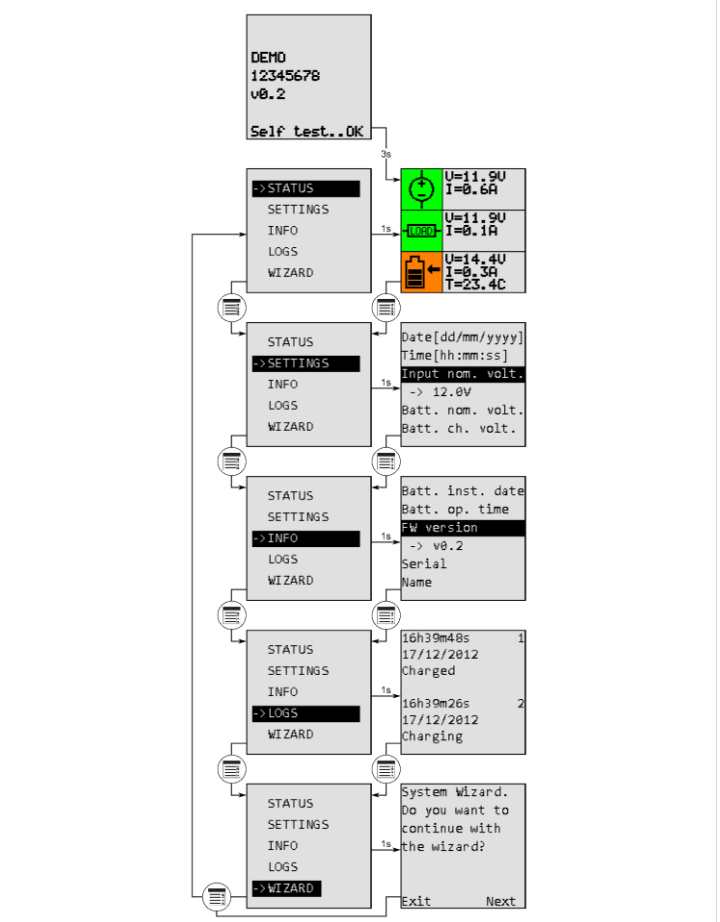 DEMO
12345678
v0.2
Self test..OK
3s
->STATUS
SETTINGS
INFO
LOGS
WIZARD
1s
V=11.9V
I=0.6A
LOAD
V=11.9V
I=0.1A
V=14.4V
I=0.3A
T=23.4C
STATUS
->SETTINGS
INFO
LOGS
WIZARD
1s
Date[dd/mm/yyyy]
Time[hh:mm:ss]
Input nom. volt.
-> 12.0V
Batt. nom. volt.
Batt. ch. volt.
STATUS
SETTINGS
->INFO
LOGS
WIZARD
1s
Batt. inst. date
Batt. op. time
FW version
-> v0.2
Serial
Name
STATUS
SETTINGS
INFO
->LOGS
WIZARD
1s
16h39m48s 1
17/12/2012
Charged
16h39m26s 2
17/12/2012
Charging
STATUS
SETTINGS
INFO
LOGS
->WIZARD
1s
System Wizard.
Do you want to
continue with
the wizard?
Exit Next